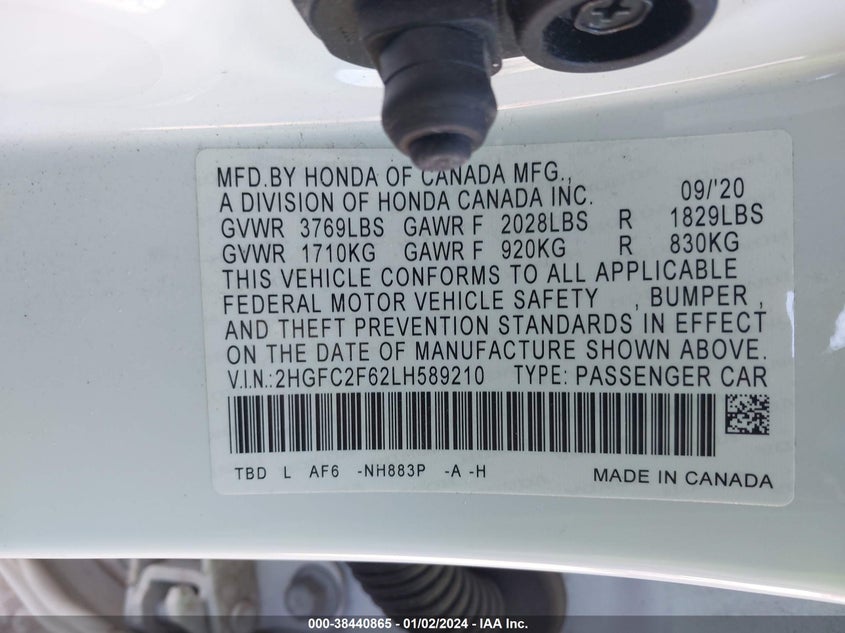 MFD.BY HONDA OF CANADA MFG.,
A DIVISION OF HONDA CANADA INC. 09/'20
GVWR 3769LBS GAWR F 2028LBS R 1829LBS
GVWR 1710KG GAWR F 920KG R 830KG
THIS VEHICLE CONFORMS TO ALL APPLICABLE
FEDERAL MOTOR VEHICLE SAFETY , BUMPER ,
AND THEFT PREVENTION STANDARDS IN EFFECT
ON THE DATE OF MANUFACTURE SHOWN ABOVE.
V.I.N.:2HGFC2F62LH589210 TYPE: PASSENGER CAR
TBD L AF6 -NH883P -A -H MADE IN CANADA
000-38440865 - 01/02/2024 - IAA Inc.